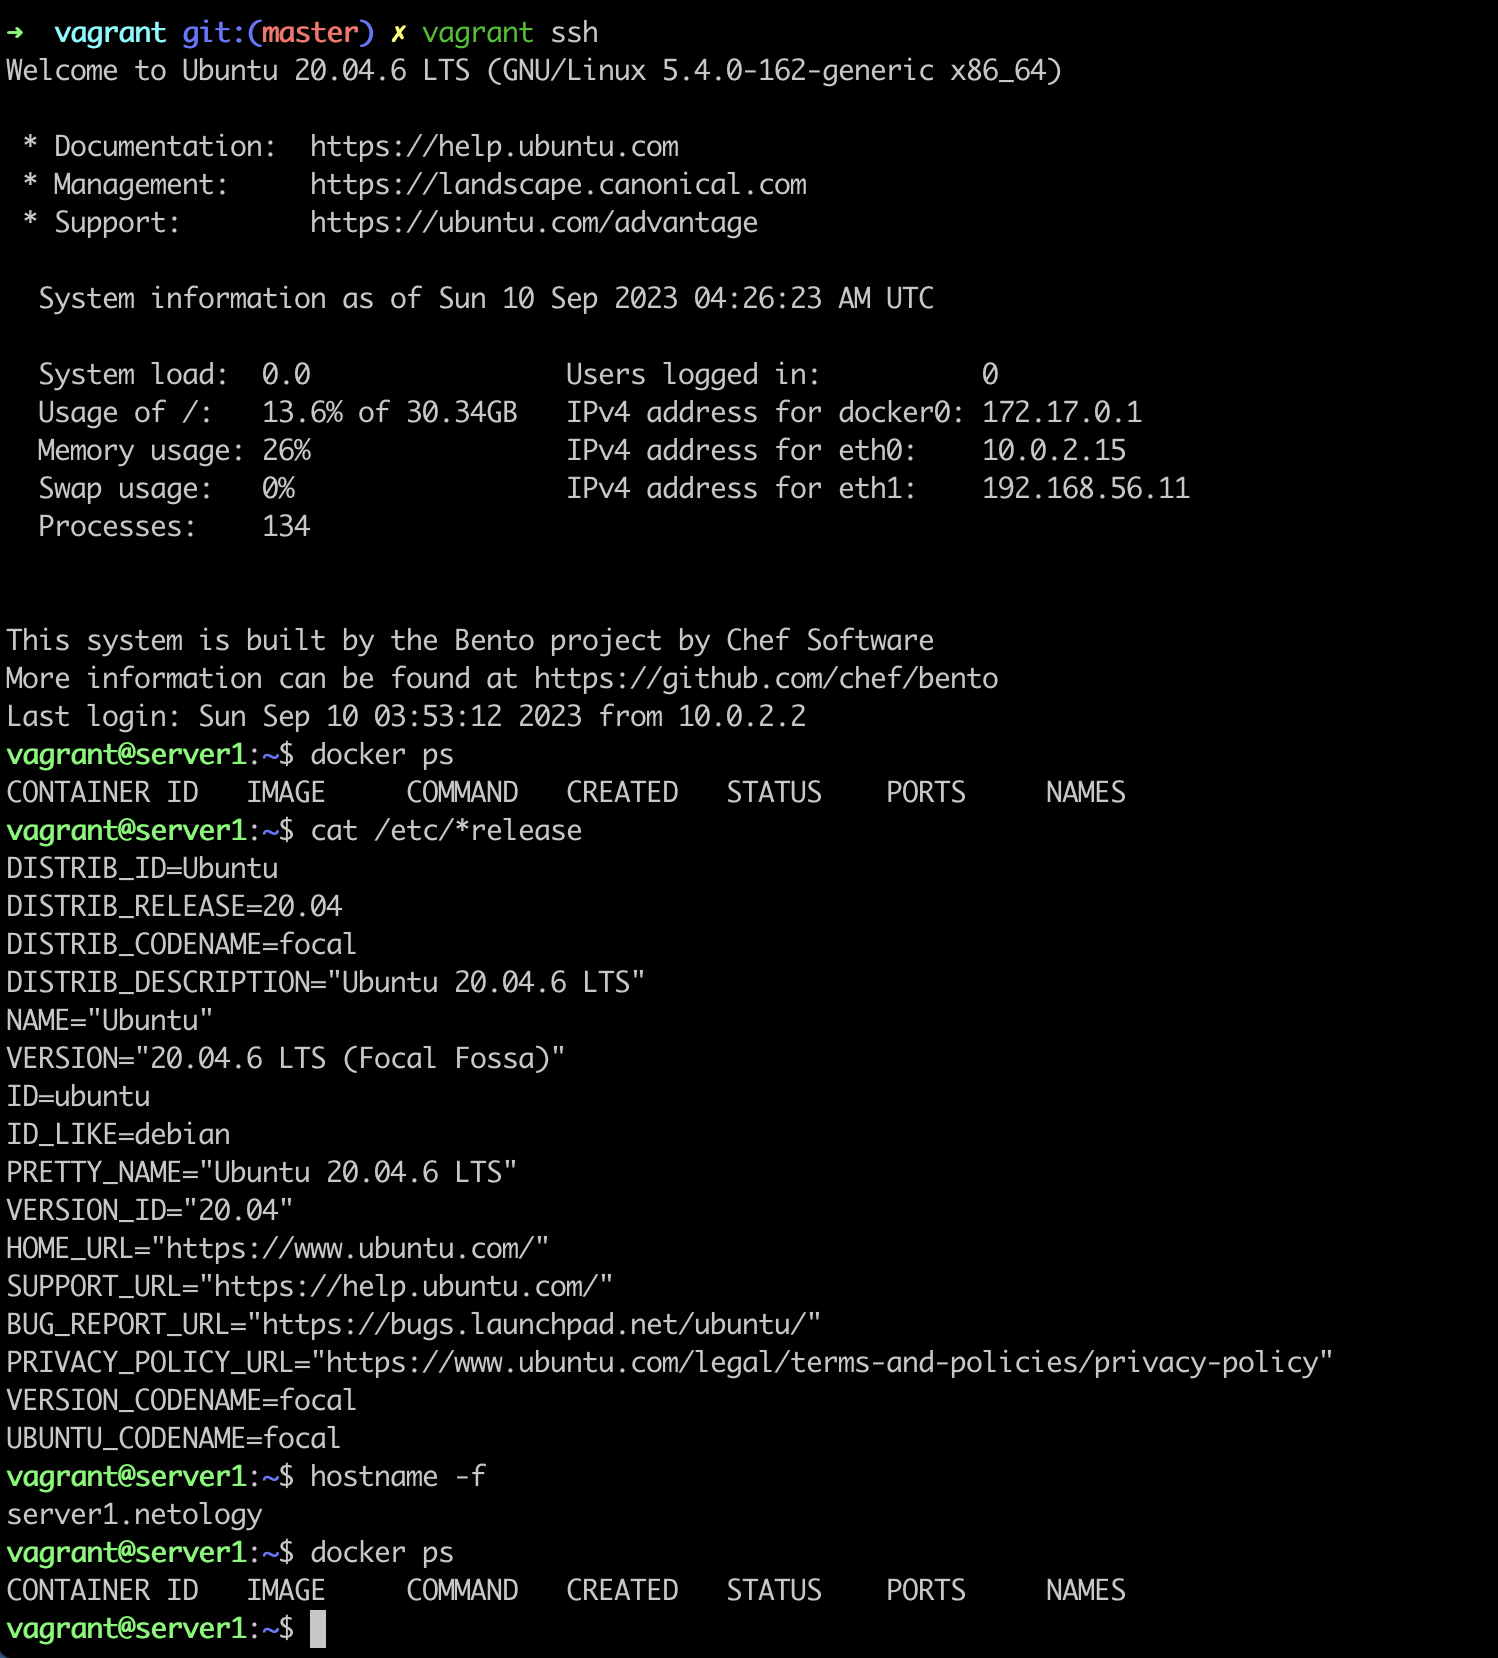 ➜  vagrant git:(master) ✗ vagrant ssh
Welcome to Ubuntu 20.04.6 LTS (GNU/Linux 5.4.0-162-generic x86_64)

 * Documentation:  https://help.ubuntu.com
 * Management:     https://landscape.canonical.com
 * Support:        https://ubuntu.com/advantage

  System information as of Sun 10 Sep 2023 04:26:23 AM UTC

  System load:  0.0                Users logged in:          0
  Usage of /:   13.6% of 30.34GB   IPv4 address for docker0: 172.17.0.1
  Memory usage: 26%                IPv4 address for eth0:    10.0.2.15
  Swap usage:   0%                 IPv4 address for eth1:    192.168.56.11
  Processes:    134


This system is built by the Bento project by Chef Software
More information can be found at https://github.com/chef/bento
Last login: Sun Sep 10 03:53:12 2023 from 10.0.2.2
vagrant@server1:~$ docker ps
CONTAINER ID   IMAGE     COMMAND   CREATED   STATUS    PORTS     NAMES
vagrant@server1:~$ cat /etc/*release
DISTRIB_ID=Ubuntu
DISTRIB_RELEASE=20.04
DISTRIB_CODENAME=focal
DISTRIB_DESCRIPTION="Ubuntu 20.04.6 LTS"
NAME="Ubuntu"
VERSION="20.04.6 LTS (Focal Fossa)"
ID=ubuntu
ID_LIKE=debian
PRETTY_NAME="Ubuntu 20.04.6 LTS"
VERSION_ID="20.04"
HOME_URL="https://www.ubuntu.com/"
SUPPORT_URL="https://help.ubuntu.com/"
BUG_REPORT_URL="https://bugs.launchpad.net/ubuntu/"
PRIVACY_POLICY_URL="https://www.ubuntu.com/legal/terms-and-policies/privacy-policy"
VERSION_CODENAME=focal
UBUNTU_CODENAME=focal
vagrant@server1:~$ hostname -f
server1.netology
vagrant@server1:~$ docker ps
CONTAINER ID   IMAGE     COMMAND   CREATED   STATUS    PORTS     NAMES
vagrant@server1:~$